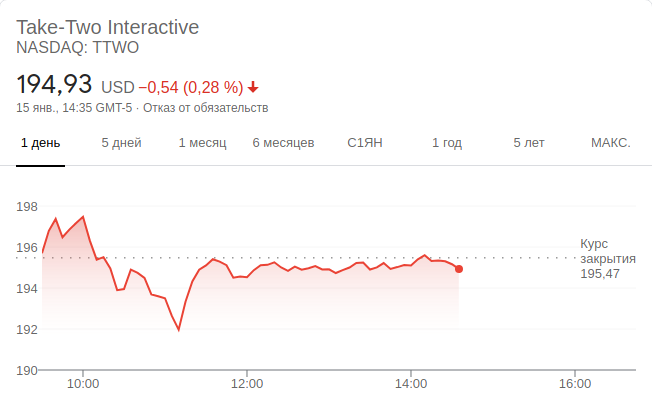 Take-Two Interactive
NASDAQ: TTWO
194,93 USD −0,54 (0,28 %)
15 янв., 14:35 GMT-5 · Отказ от обязательств
1 день 5 дней 1 месяц 6 месяцев С1ЯН 1 год 5 лет МАКС.
198
196
194
192
190
Курс
закрытия
195,47
10:00 12:00 14:00 16:00